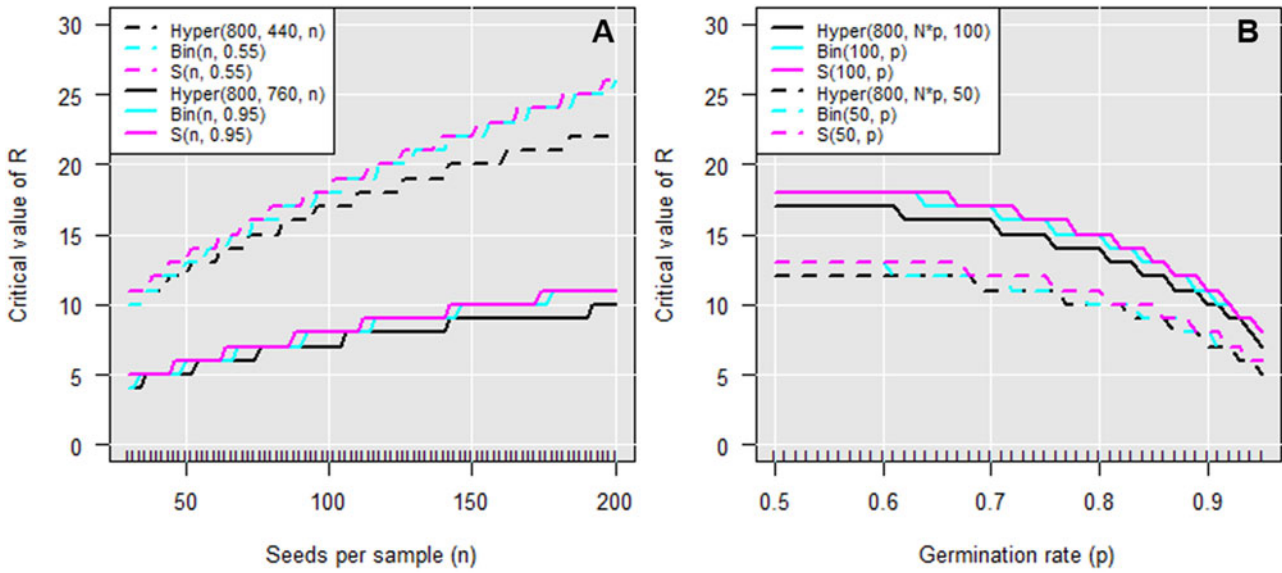 A
Hyper(800, 440, n)
Bin(n, 0.55)
S(n, 0.55)
Hyper(800, 760, n)
Bin(n, 0.95)
S(n, 0.95)
Critical value of R
30
25
20
15
10
5
0
50 100 150 200
Seeds per sample (n)
B
Hyper(800, N*p, 100)
Bin(100, p)
S(100, p)
Hyper(800, N*p, 50)
Bin(50, p)
S(50, p)
Critical value of R
30
25
20
15
10
5
0
0.5 0.6 0.7 0.8 0.9
Germination rate (p)